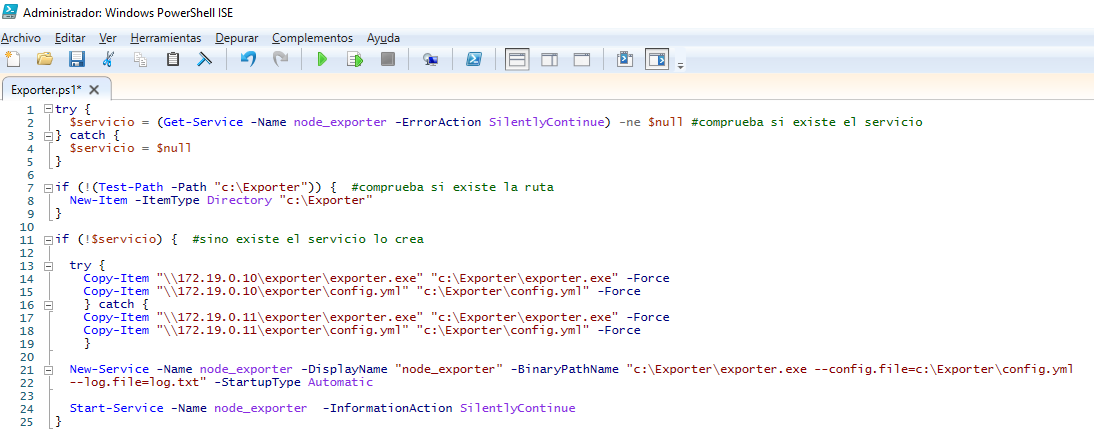 Administrador: Windows PowerShell ISE
Archivo Editar Ver Herramientas Depurar Complementos Ayuda
Exporter.ps1* X
1 try {
2 $servicio = (Get-Service -Name node_exporter -ErrorAction SilentlyContinue) -ne $null #comprueba si existe el servicio
3 } catch {
4 $servicio = $null
5 }
6
7 if (!(Test-Path -Path "c:\Exporter")) { #comprueba si existe la ruta
8 New-Item -ItemType Directory "c:\Exporter"
9 }
10
11 if (!$servicio) { #sino existe el servicio lo crea
12
13 try {
14 Copy-Item "\\172.19.0.10\exporter\exporter.exe" "c:\Exporter\exporter.exe" -Force
15 Copy-Item "\\172.19.0.10\exporter\config.yml" "c:\Exporter\config.yml" -Force
16 } catch {
17 Copy-Item "\\172.19.0.11\exporter\exporter.exe" "c:\Exporter\exporter.exe" -Force
18 Copy-Item "\\172.19.0.11\exporter\config.yml" "c:\Exporter\config.yml" -Force
19 }
20
21 New-Service -Name node_exporter -DisplayName "node_exporter" -BinaryPathName "c:\Exporter\exporter.exe --config.file=c:\Exporter\config.yml
22 --log.file=log.txt" -StartupType Automatic
23
24 Start-Service -Name node_exporter -InformationAction SilentlyContinue
25 }